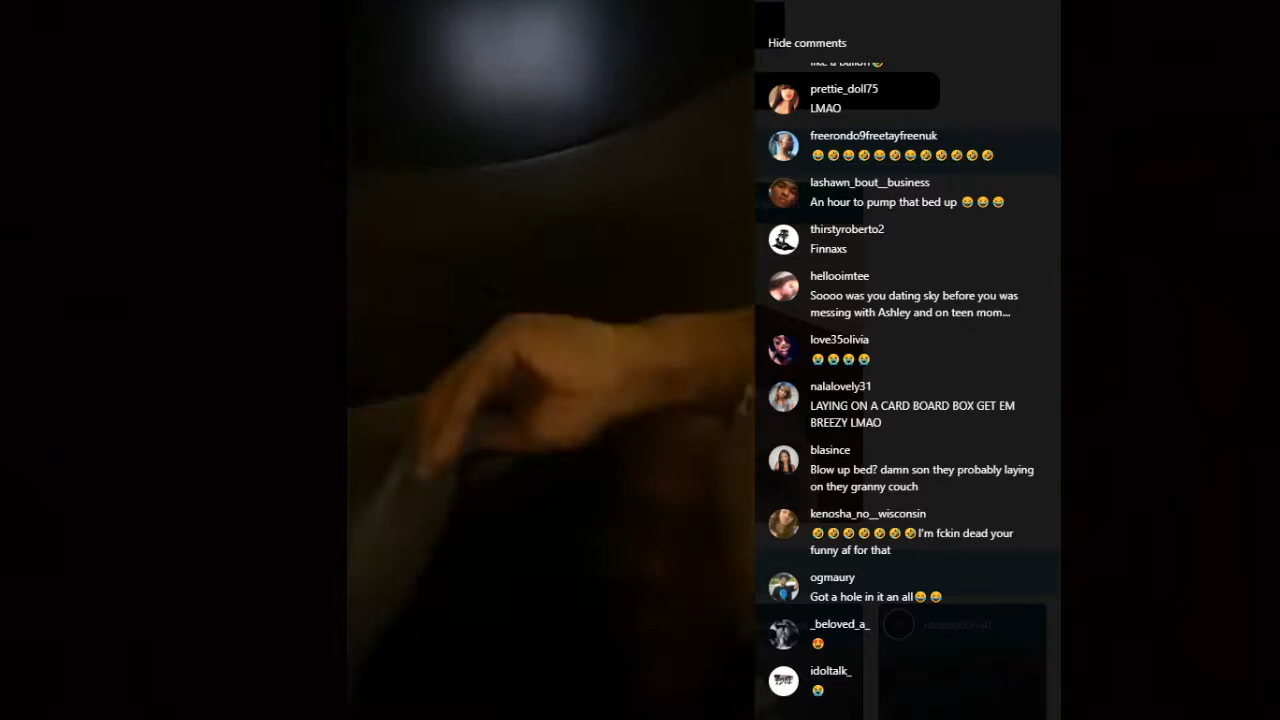 Hide comments
like a ballon🤣
prettie_doll75
LMAO
freerondo9freetayfreenuk
😂🤣😂🤣😂🤣😂🤣🤣🤣🤣🤣
lashawn_bout__business
An hour to pump that bed up 😂😂😂
thirstyroberto2
Finnaxs
hellooimtee
Soooo was you dating sky before you was
messing with Ashley and on teen mom...
love35olivia
😭😭😭😭
nalalovely31
LAYING ON A CARD BOARD BOX GET EM
BREEZY LMAO
blasince
Blow up bed? damn son they probably laying
on they granny couch
kenosha_no__wisconsin
🤣🤣🤣🤣🤣🤣🤣I'm fckin dead your
funny af for that
ogmaury
Got a hole in it an all😂😂
_beloved_a_
😍
idoltalk_
😭